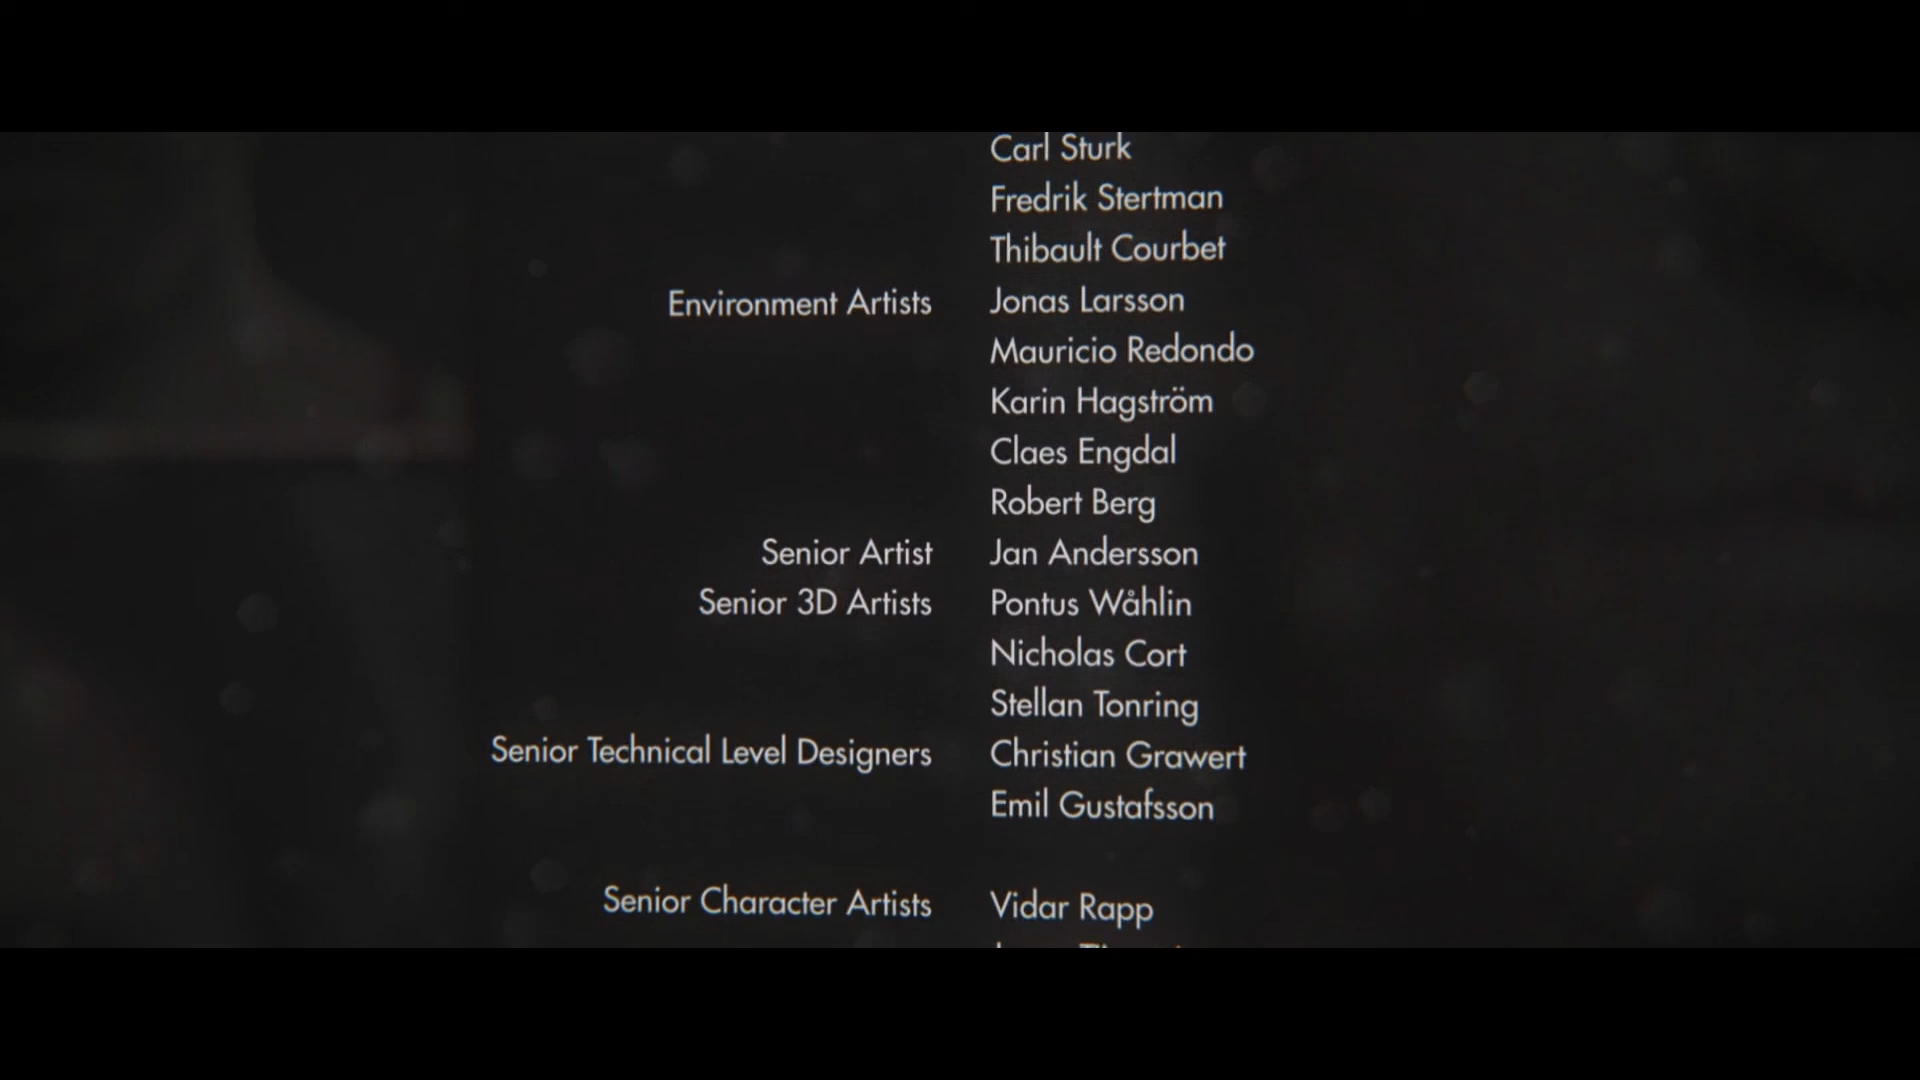 Carl Sturk
Fredrik Stertman
Thibault Courbet
Environment Artists Jonas Larsson
Mauricio Redondo
Karin Hagström
Claes Engdal
Robert Berg
Senior Artist Jan Andersson
Senior 3D Artists Pontus Wåhlin
Nicholas Cort
Stellan Tonring
Senior Technical Level Designers Christian Grawert
Emil Gustafsson
Senior Character Artists Vidar Rapp